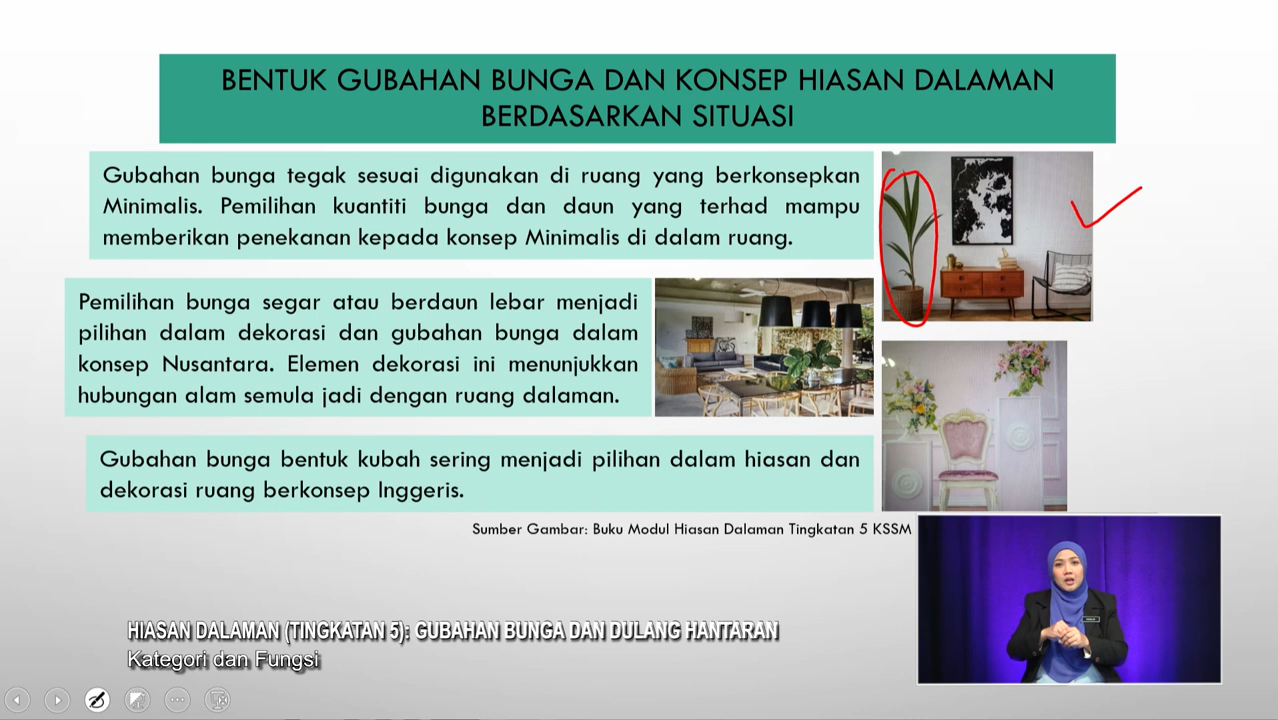 BENTUK GUBAHAN BUNGA DAN KONSEP HIASAN DALAMAN
BERDASARKAN SITUASI
Gubahan bunga tegak sesuai digunakan di ruang yang berkonsepkan
Minimalis. Pemilihan kuantiti bunga dan daun yang terhad mampu
memberikan penekanan kepada konsep Minimalis di dalam ruang.
Pemilihan bunga segar atau berdaun lebar menjadi
pilihan dalam dekorasi dan gubahan bunga dalam
konsep Nusantara. Elemen dekorasi ini menunjukkan
hubungan alam semula jadi dengan ruang dalaman.
Gubahan bunga bentuk kubah sering menjadi pilihan dalam hiasan dan
dekorasi ruang berkonsep Inggeris.
Sumber Gambar: Buku Modul Hiasan Dalaman Tingkatan 5 KSSM
HIASAN DALAMAN (TINGKATAN 5): GUBAHAN BUNGA DAN DULANG HANTARAN
Kategori dan Fungsi